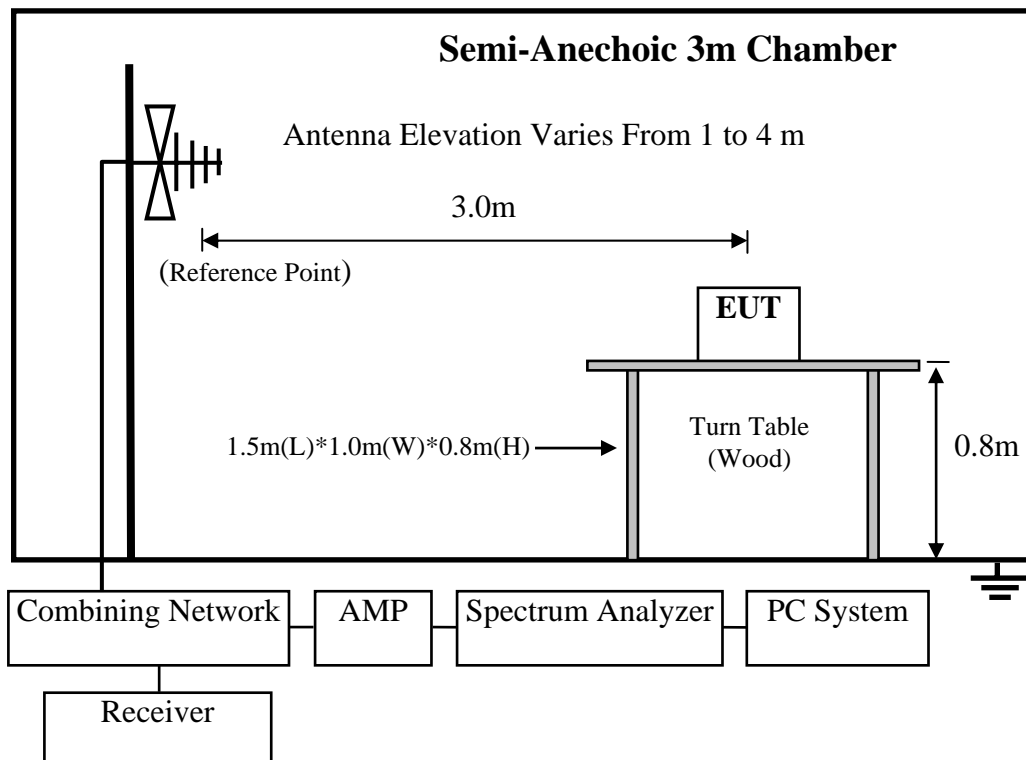 Semi-Anechoic 3m Chamber
Antenna Elevation Varies From 1 to 4 m
3.0m
(Reference Point)
EUT
1.5m(L)*1.0m(W)*0.8m(H)
Turn Table
(Wood)
0.8m
Combining Network
AMP
Spectrum Analyzer
PC System
Receiver